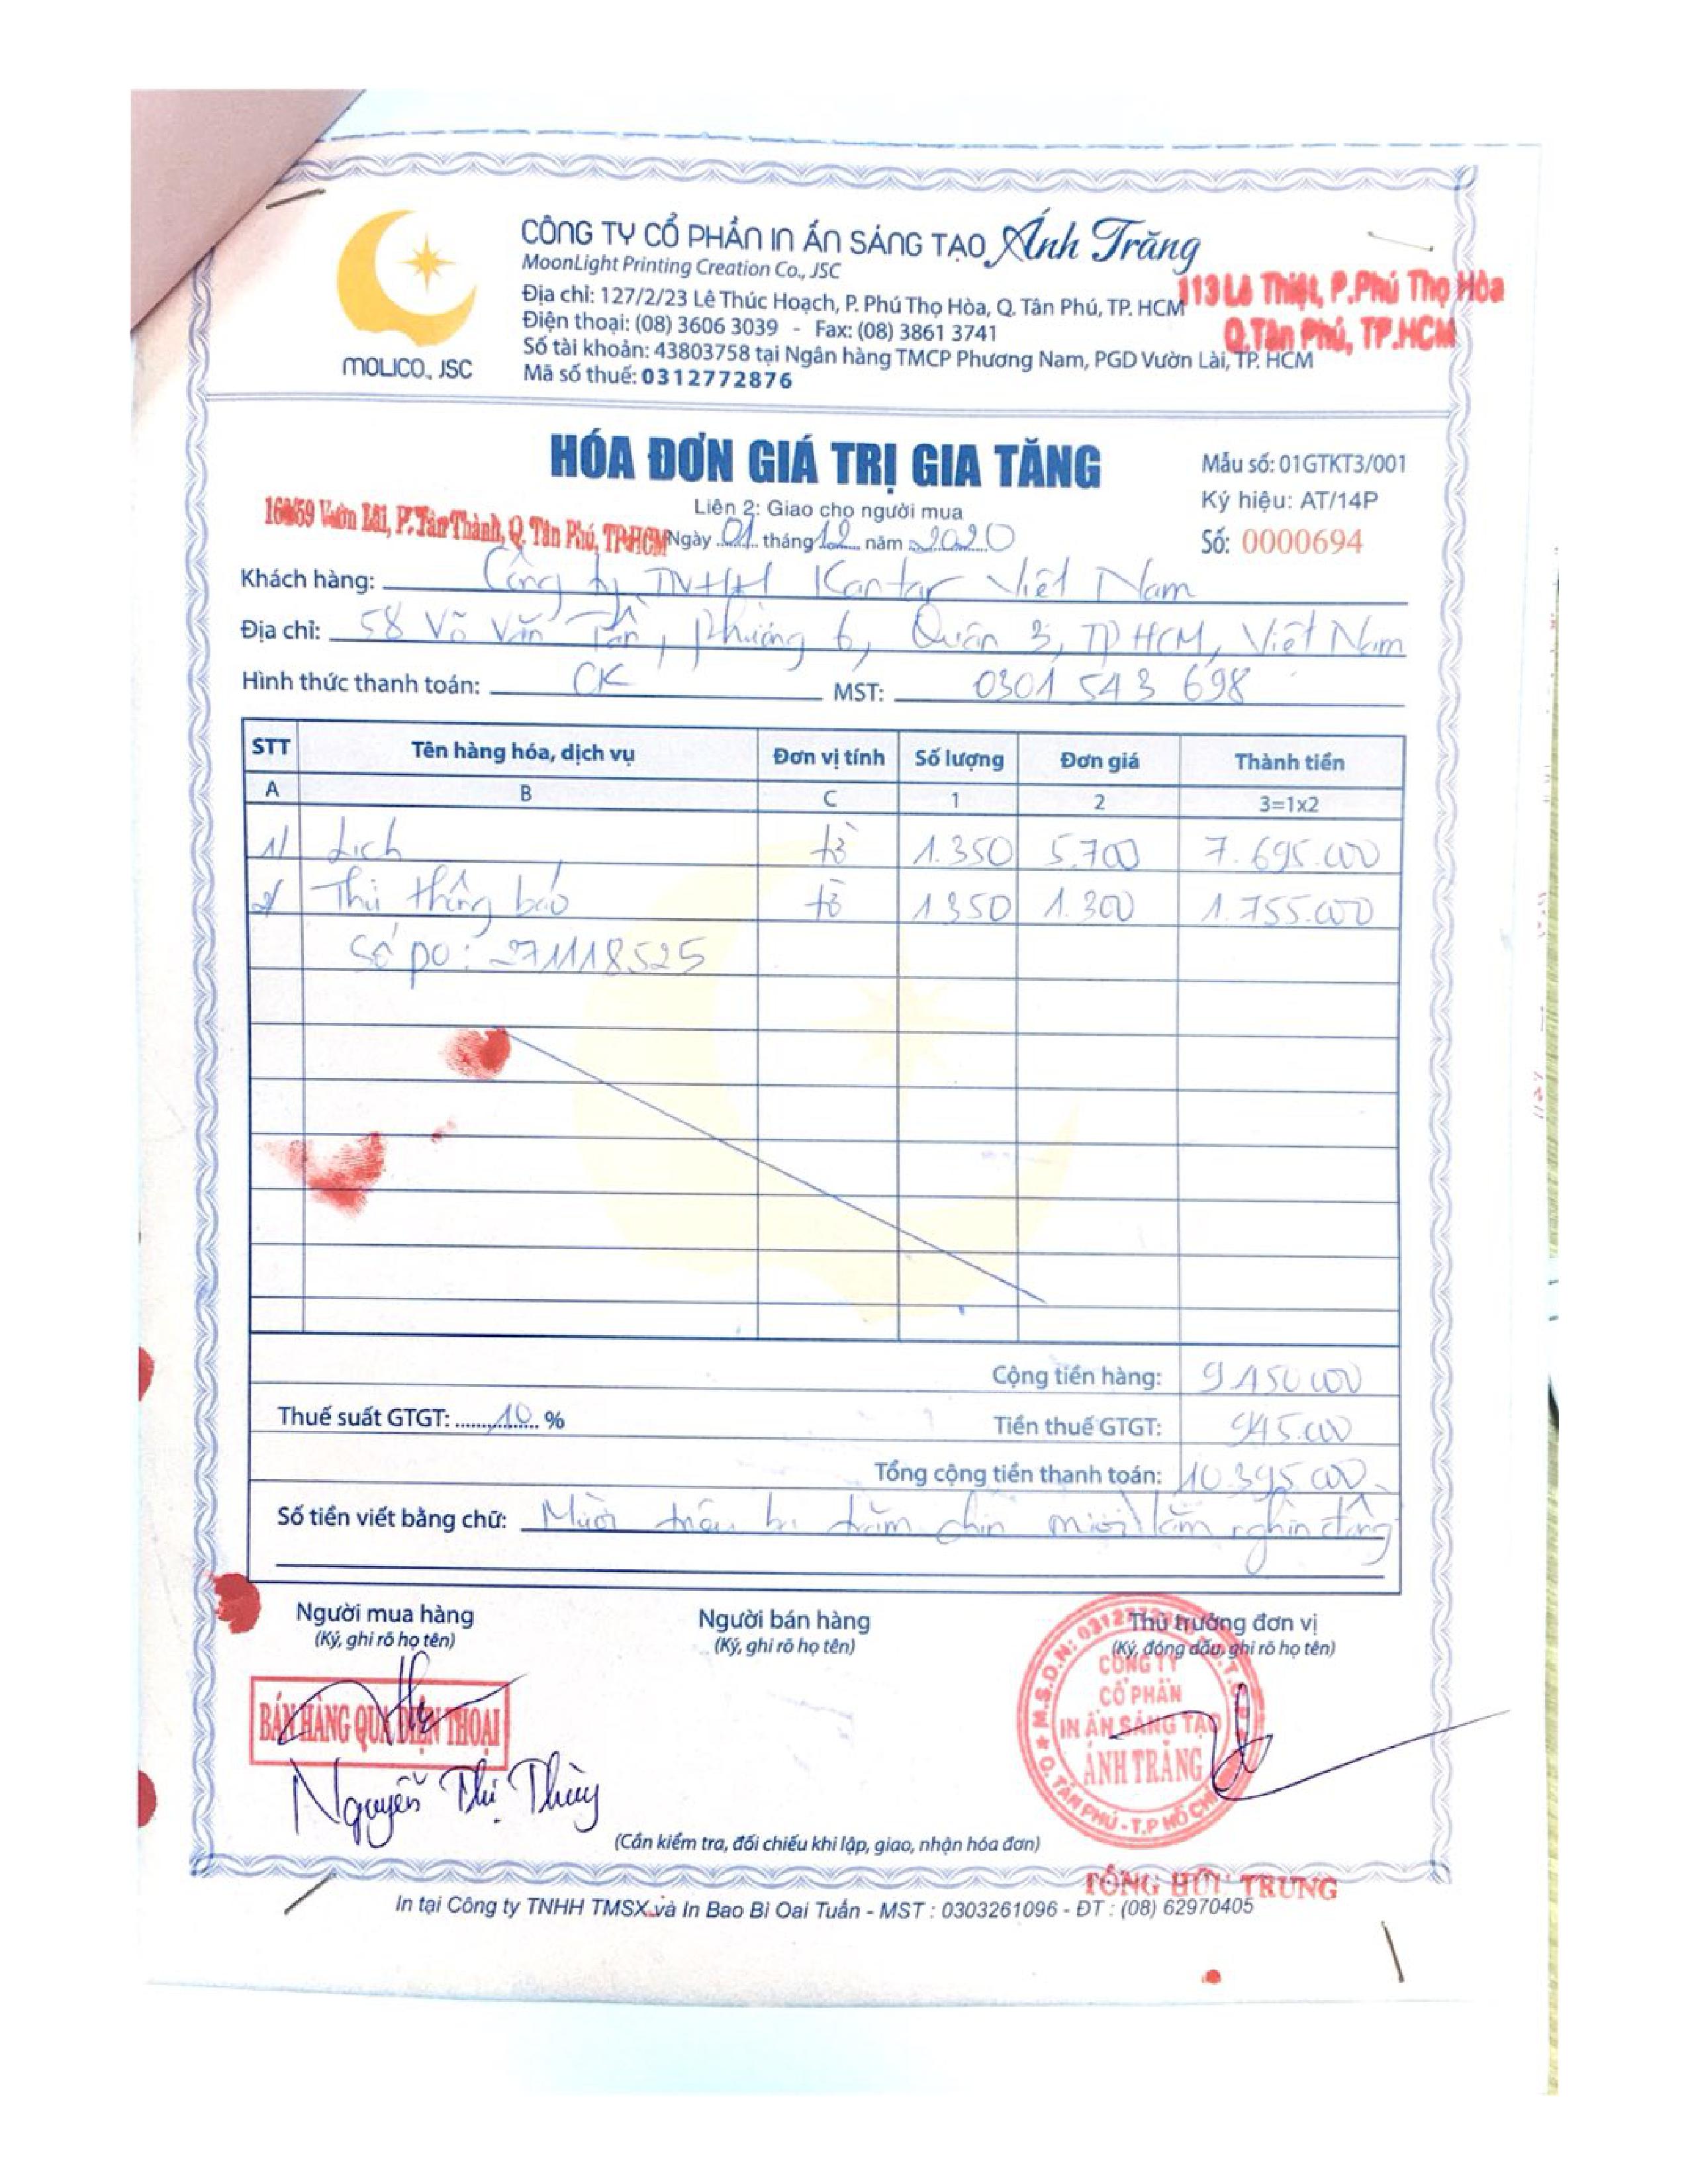 CÔNG TY CỔ PHẦN IN ẤN SÁNG TẠO Ánh Trăng
MoonLight Printing Creation Co., JSC
113 Lê Thiệt, P.Phú Thọ Hòa
Q.Tân Phú, TP.HCM
Địa chỉ: 127/2/23 Lê Thúc Hoạch, P. Phú Thọ Hòa, Q. Tân Phú, TP. HCM
Điện thoại: (08) 3606 3039 - Fax: (08) 3861 3741
Số tài khoản: 43803758 tại Ngân hàng TMCP Phương Nam, PGD Vườn Lài, TP. HCM
Mã số thuế: 0312772876
MOLICO., JSC
HÓA ĐƠN GIÁ TRỊ GIA TĂNG
Mẫu số: 01GTKT3/001
Liên 2: Giao cho người mua
Ký hiệu: AT/14P
Vườn Lài, P.Tân Thành, Q. Tân Phú, TP.HCM
Ngày 01 tháng 12 năm 2020
Số: 0000694
Khách hàng: Công ty TNHH Kantar Việt Nam
Địa chỉ: 58 Võ Văn Tần, phường 6, Quận 3, TP HCM, Việt Nam
Hình thức thanh toán: CK MST: 0301 543 698
STT Tên hàng hóa, dịch vụ Đơn vị tính Số lượng Đơn giá Thành tiền
A B C 1 2 3=1x2
1/ Lịch tờ 1.350 5.700 7.695.000
2/ Thư thông báo tờ 1350 1.300 1.755.000
Số po: 271118525
Cộng tiền hàng: 9.450.000
Thuế suất GTGT: 10 % Tiền thuế GTGT: 945.000
Tổng cộng tiền thanh toán: 10.395.000
Số tiền viết bằng chữ: Mười triệu ba trăm chín mươi lăm nghìn đồng
Người mua hàng Người bán hàng Thủ trưởng đơn vị
(Ký, ghi rõ họ tên) (Ký, ghi rõ họ tên) (Ký, đóng dấu, ghi rõ họ tên)
BÁN HÀNG QUA ĐIỆN THOẠI
Nguyễn Thị Thùy
CÔNG TY
CỔ PHẦN
IN ẤN SÁNG TẠO
ÁNH TRĂNG
Q. TÂN PHÚ - T.P HỒ CHÍ
(Cần kiểm tra, đối chiếu khi lập, giao, nhận hóa đơn)
TỐNG HỮU TRUNG
In tại Công ty TNHH TMSX và In Bao Bì Oai Tuấn - MST : 0303261096 - ĐT : (08) 62970405